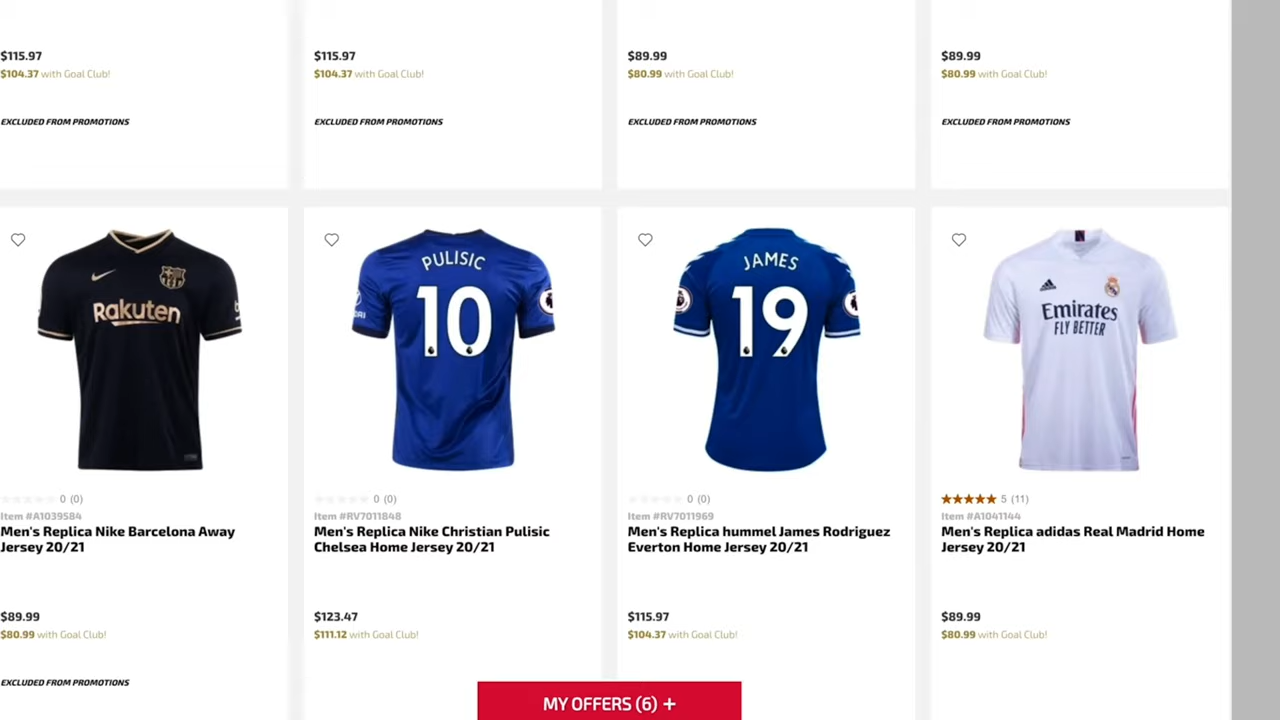 $115.97
$104.37 with Goal Club!
EXCLUDED FROM PROMOTIONS
$115.97
$104.37 with Goal Club!
EXCLUDED FROM PROMOTIONS
$89.99
$80.99 with Goal Club!
EXCLUDED FROM PROMOTIONS
$89.99
$80.99 with Goal Club!
EXCLUDED FROM PROMOTIONS
Rakuten
0 (0)
Item #A1039584
Men's Replica Nike Barcelona Away
Jersey 20/21
$89.99
$80.99 with Goal Club!
EXCLUDED FROM PROMOTIONS
PULISIC
10
0 (0)
Item #RV7011848
Men's Replica Nike Christian Pulisic
Chelsea Home Jersey 20/21
$123.47
$111.12 with Goal Club!
JAMES
19
0 (0)
Item #RV7011969
Men's Replica hummel James Rodriguez
Everton Home Jersey 20/21
$115.97
$104.37 with Goal Club!
Emirates
FLY BETTER
5 (11)
Item #A1041144
Men's Replica adidas Real Madrid Home
Jersey 20/21
$89.99
$80.99 with Goal Club!
MY OFFERS (6) +